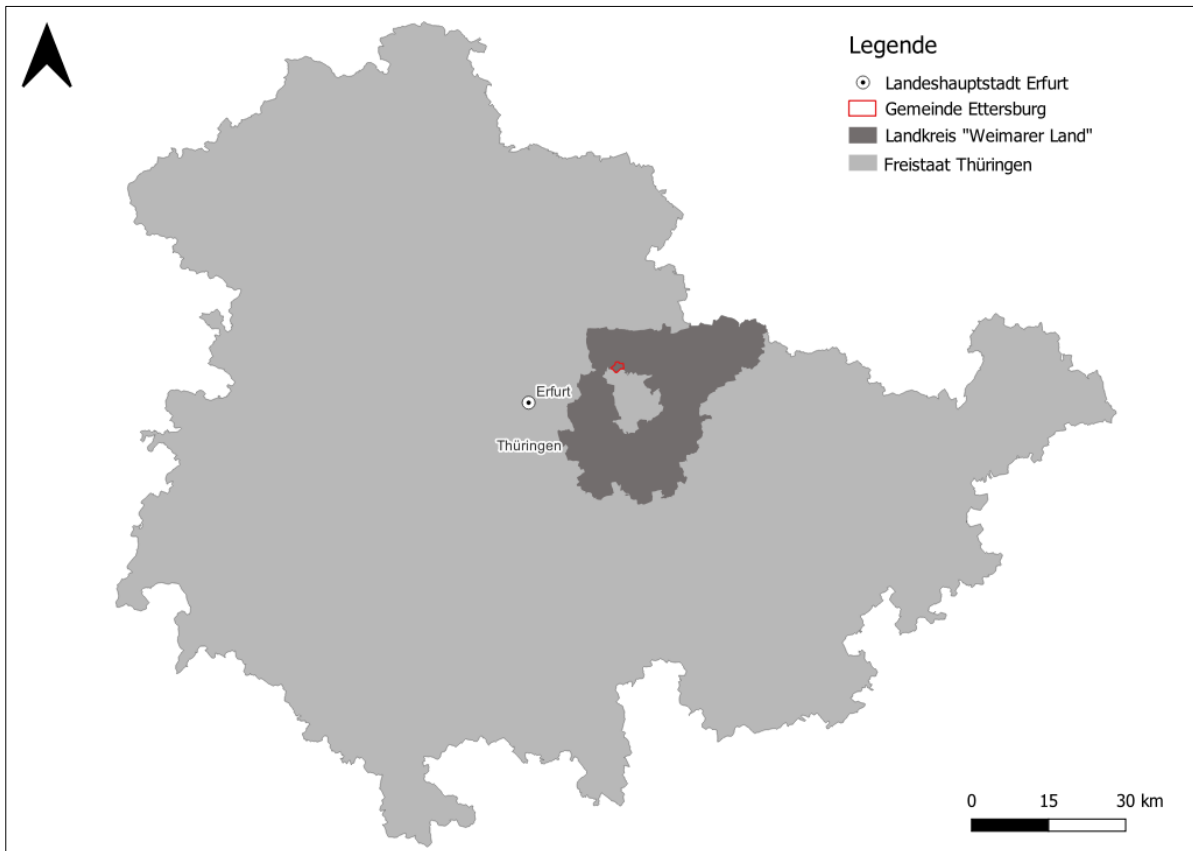 Legende
Landeshauptstadt Erfurt
Gemeinde Ettersburg
Landkreis "Weimarer Land"
Freistaat Thüringen
Erfurt
Thüringen
0 15 30 km